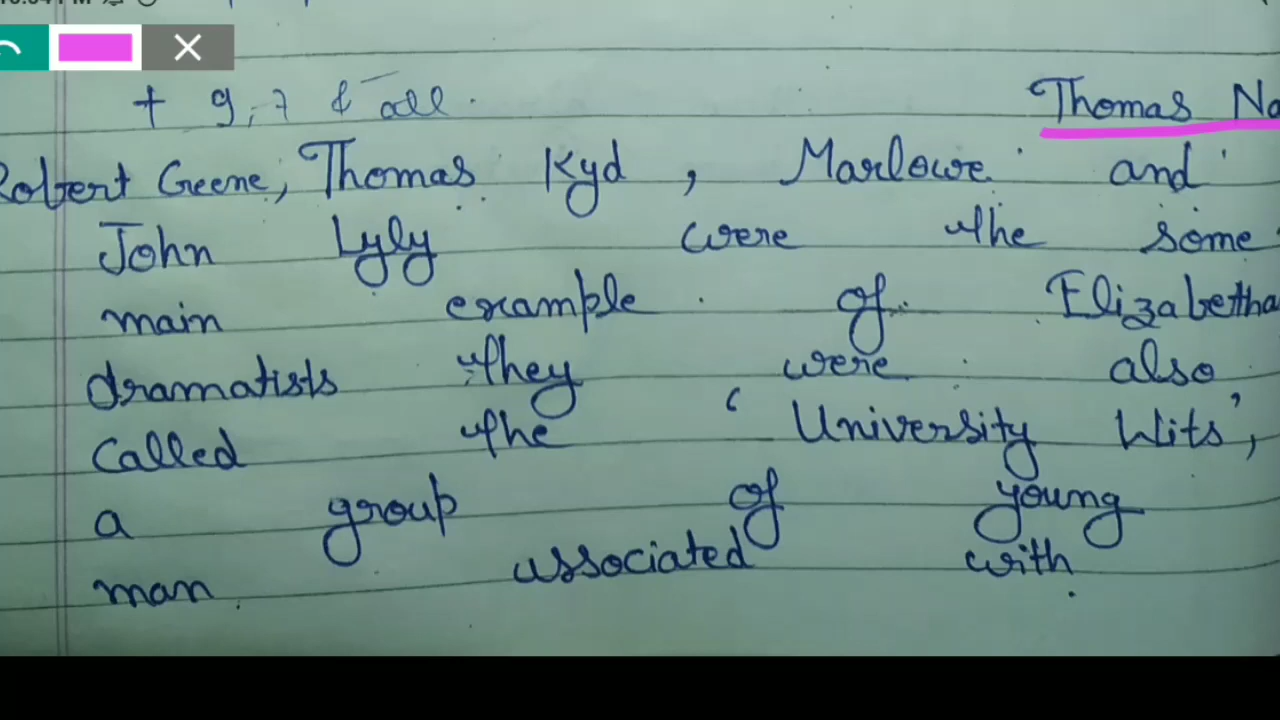 + 9, 7 & all. Thomas Na
Robert Greene, Thomas Kyd, Marlowe and
John Lyly were the some
main example of Elizabetha
dramatists they were also
Called the 'University Wits',
a group of young
man associated with